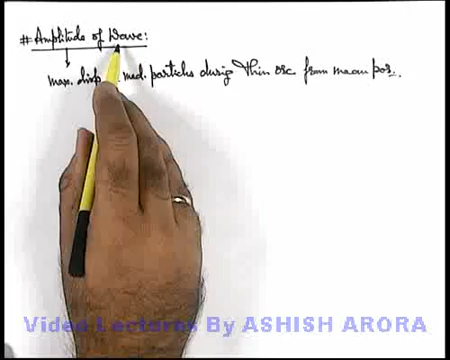 # Amplitude of Wave:
max. disp med. particles during their osc from mean pos.
Video Lectures By ASHISH ARORA